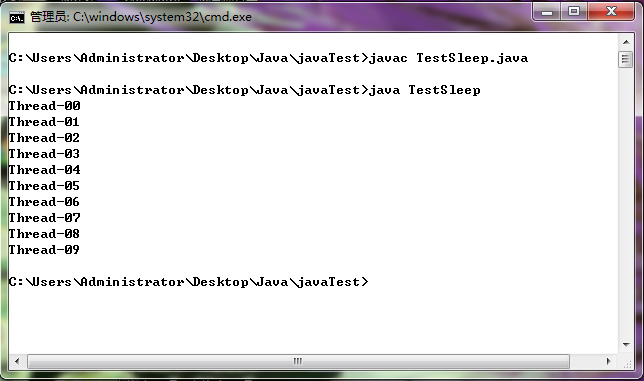 管理员: C:\windows\system32\cmd.exe
C:\Users\Administrator\Desktop\Java\javaTest>javac TestSleep.java
C:\Users\Administrator\Desktop\Java\javaTest>java TestSleep
Thread-00
Thread-01
Thread-02
Thread-03
Thread-04
Thread-05
Thread-06
Thread-07
Thread-08
Thread-09
C:\Users\Administrator\Desktop\Java\javaTest>